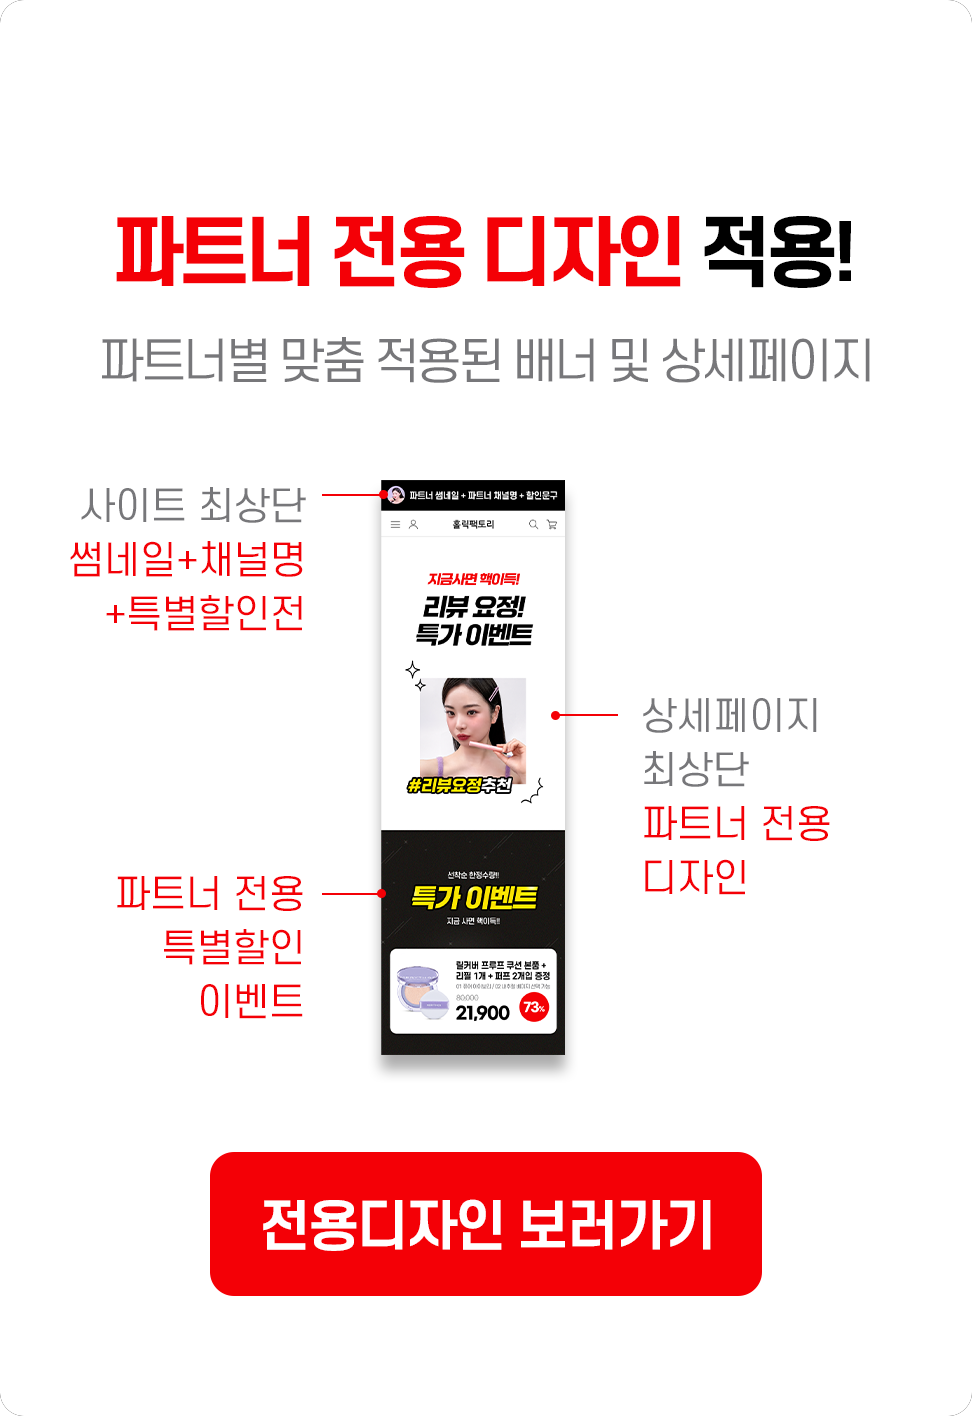 파트너 전용 디자인 적용!
파트너별 맞춤 적용된 배너 및 상세페이지
사이트 최상단
썸네일+채널명
+특별할인전
파트너 썸네일 + 파트너 채널명 + 할인문구
홀릭팩토리
지금사면 핵이득!
리뷰 요정!
특가 이벤트
#리뷰요정추천
상세페이지
최상단
파트너 전용
디자인
파트너 전용
특별할인
이벤트
선착순 한정수량!!
특가 이벤트
지금 사면 핵이득!!
릴커버 프루프 쿠션 본품 +
리필 1개 + 퍼프 2개입 증정
80,000
21,900
73%
전용디자인 보러가기